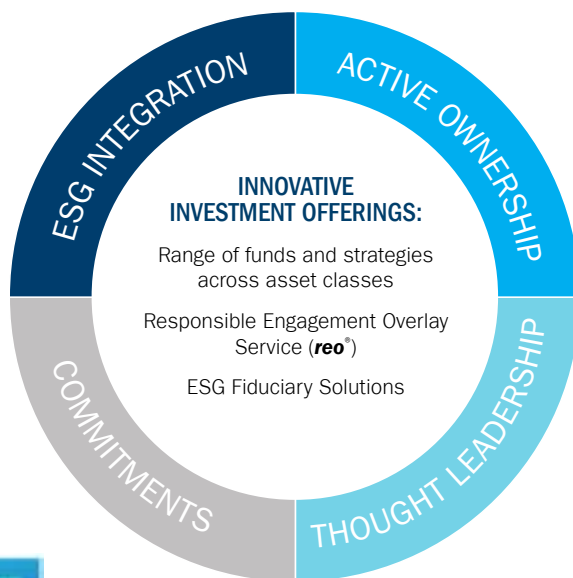 ESG INTEGRATION
ACTIVE OWNERSHIP
INNOVATIVE
INVESTMENT OFFERINGS:
Range of funds and strategies
across asset classes
Responsible Engagement Overlay
Service (reo®)
ESG Fiduciary Solutions
COMMITMENTS
THOUGHT LEADERSHIP